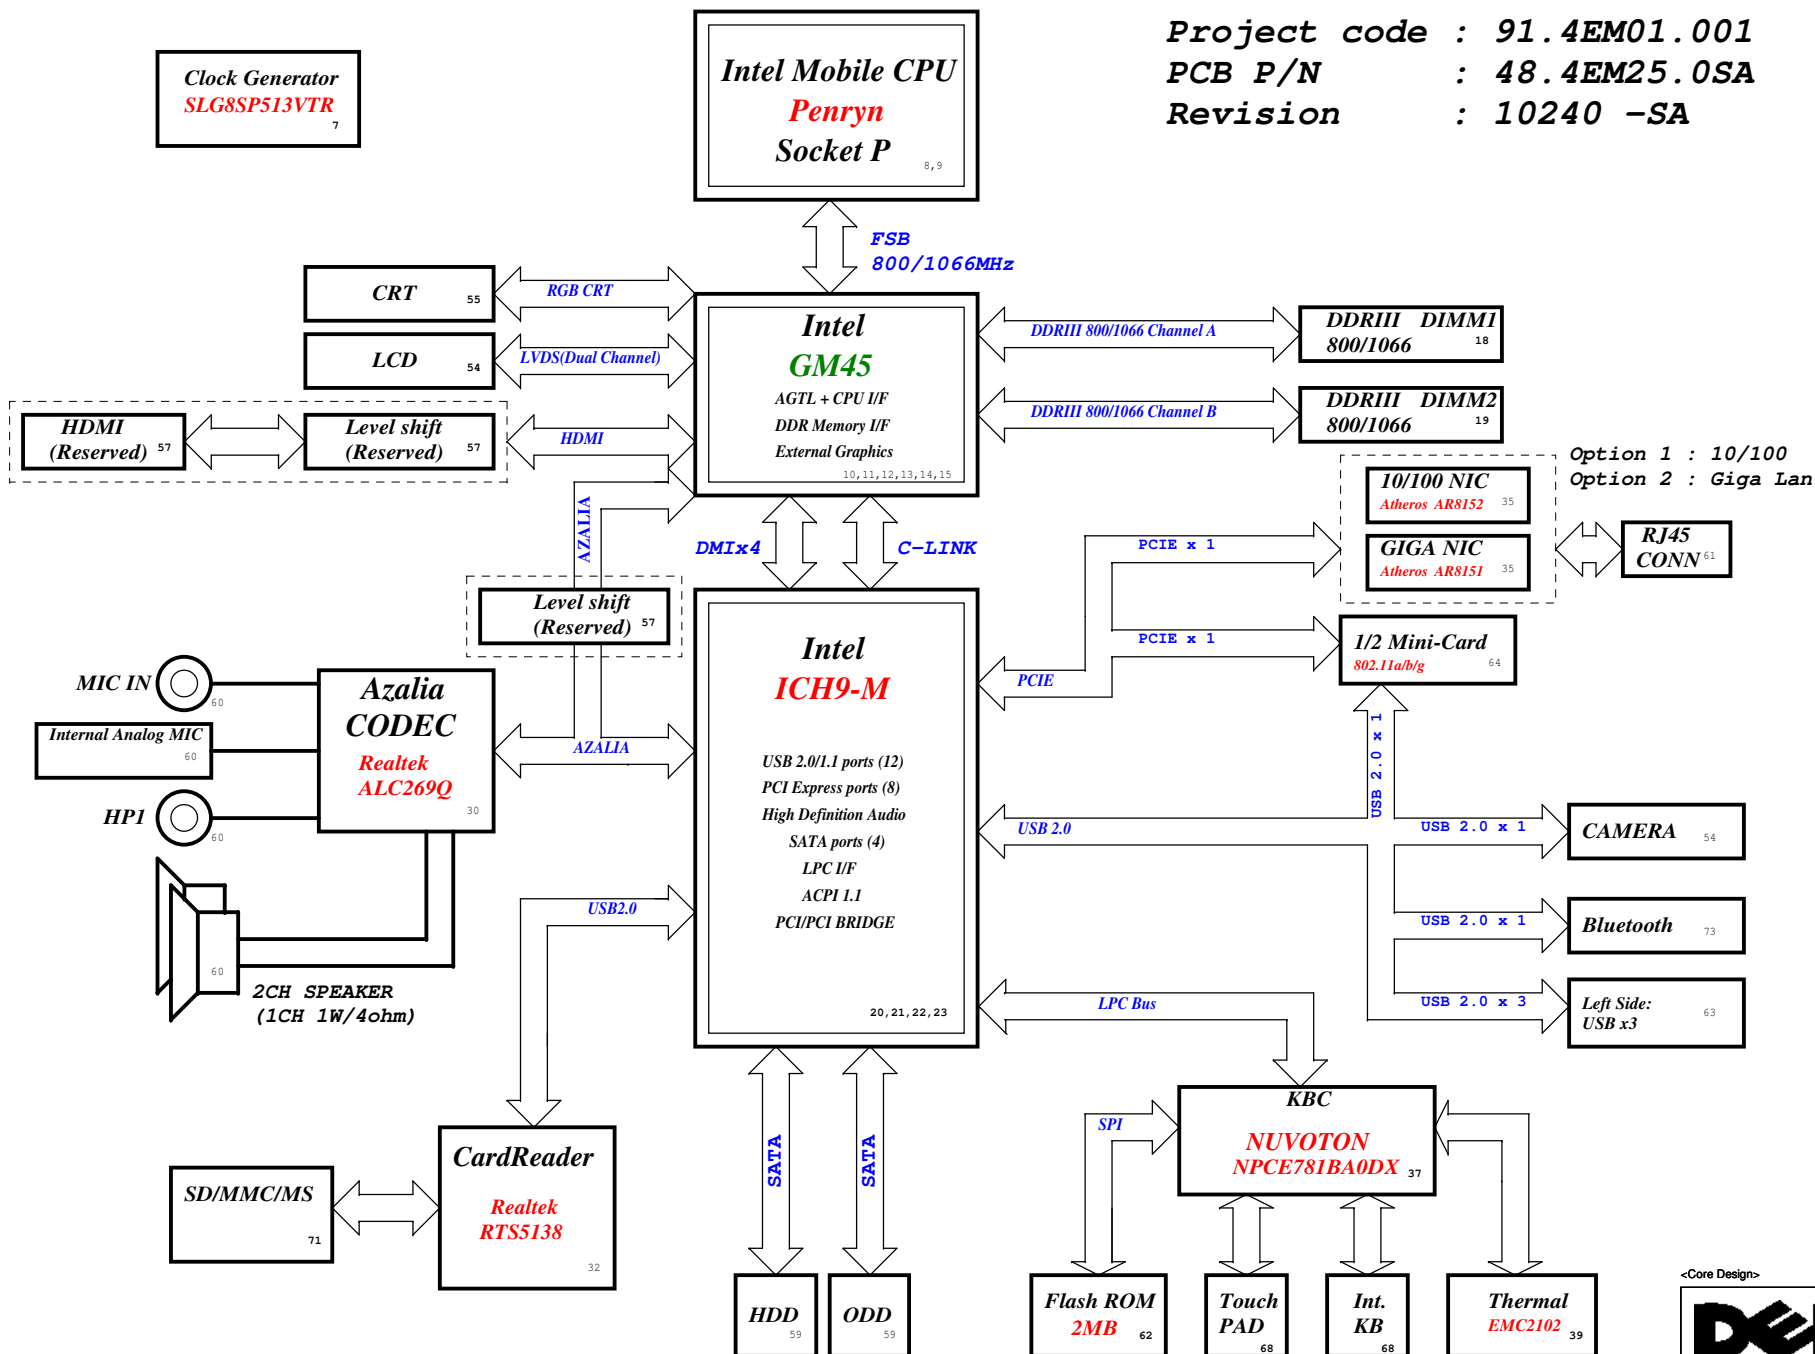 Project code : 91.4EM01.001
PCB P/N : 48.4EM25.0SA
Revision : 10240 -SA
Clock Generator
SLG8SP513VTR
7
Intel Mobile CPU
Penryn
Socket P
8,9
FSB
800/1066MHz
CRT
55
RGB CRT
LCD
54
LVDS(Dual Channel)
HDMI
(Reserved)
57
Level shift
(Reserved)
57
HDMI
Intel
GM45
AGTL + CPU I/F
DDR Memory I/F
External Graphics
10,11,12,13,14,15
DDRIII 800/1066 Channel A
DDRIII DIMM1
800/1066
18
DDRIII 800/1066 Channel B
DDRIII DIMM2
800/1066
19
Option 1 : 10/100
Option 2 : Giga Lan
10/100 NIC
Atheros AR8152
35
GIGA NIC
Atheros AR8151
35
RJ45
CONN
61
AZALIA
DMIx4
C-LINK
PCIE x 1
Level shift
(Reserved)
57
PCIE x 1
1/2 Mini-Card
802.11a/b/g
64
PCIE
Intel
ICH9-M
USB 2.0/1.1 ports (12)
PCI Express ports (8)
High Definition Audio
SATA ports (4)
LPC I/F
ACPI 1.1
PCI/PCI BRIDGE
20,21,22,23
MIC IN
60
Internal Analog MIC
60
HP1
60
Azalia
CODEC
Realtek
ALC269Q
30
AZALIA
60
2CH SPEAKER
(1CH 1W/4ohm)
USB 2.0 x 1
USB 2.0
USB 2.0 x 1
CAMERA
54
USB 2.0 x 1
Bluetooth
73
USB 2.0 x 3
Left Side:
USB x3
63
USB2.0
LPC Bus
SD/MMC/MS
71
CardReader
Realtek
RTS5138
32
SATA
SATA
HDD
59
ODD
59
KBC
NUVOTON
NPCE781BA0DX
37
SPI
Flash ROM
2MB
62
Touch
PAD
68
Int.
KB
68
Thermal
EMC2102
39
<Core Design>